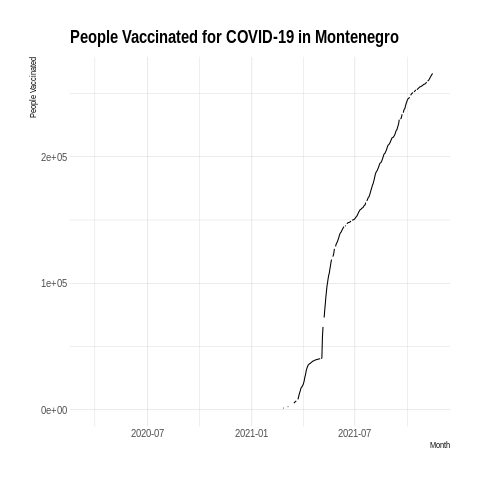 People Vaccinated for COVID-19 in Montenegro
People Vaccinated
2e+05
1e+05
0e+00
2020-07
2021-01
2021-07
Month